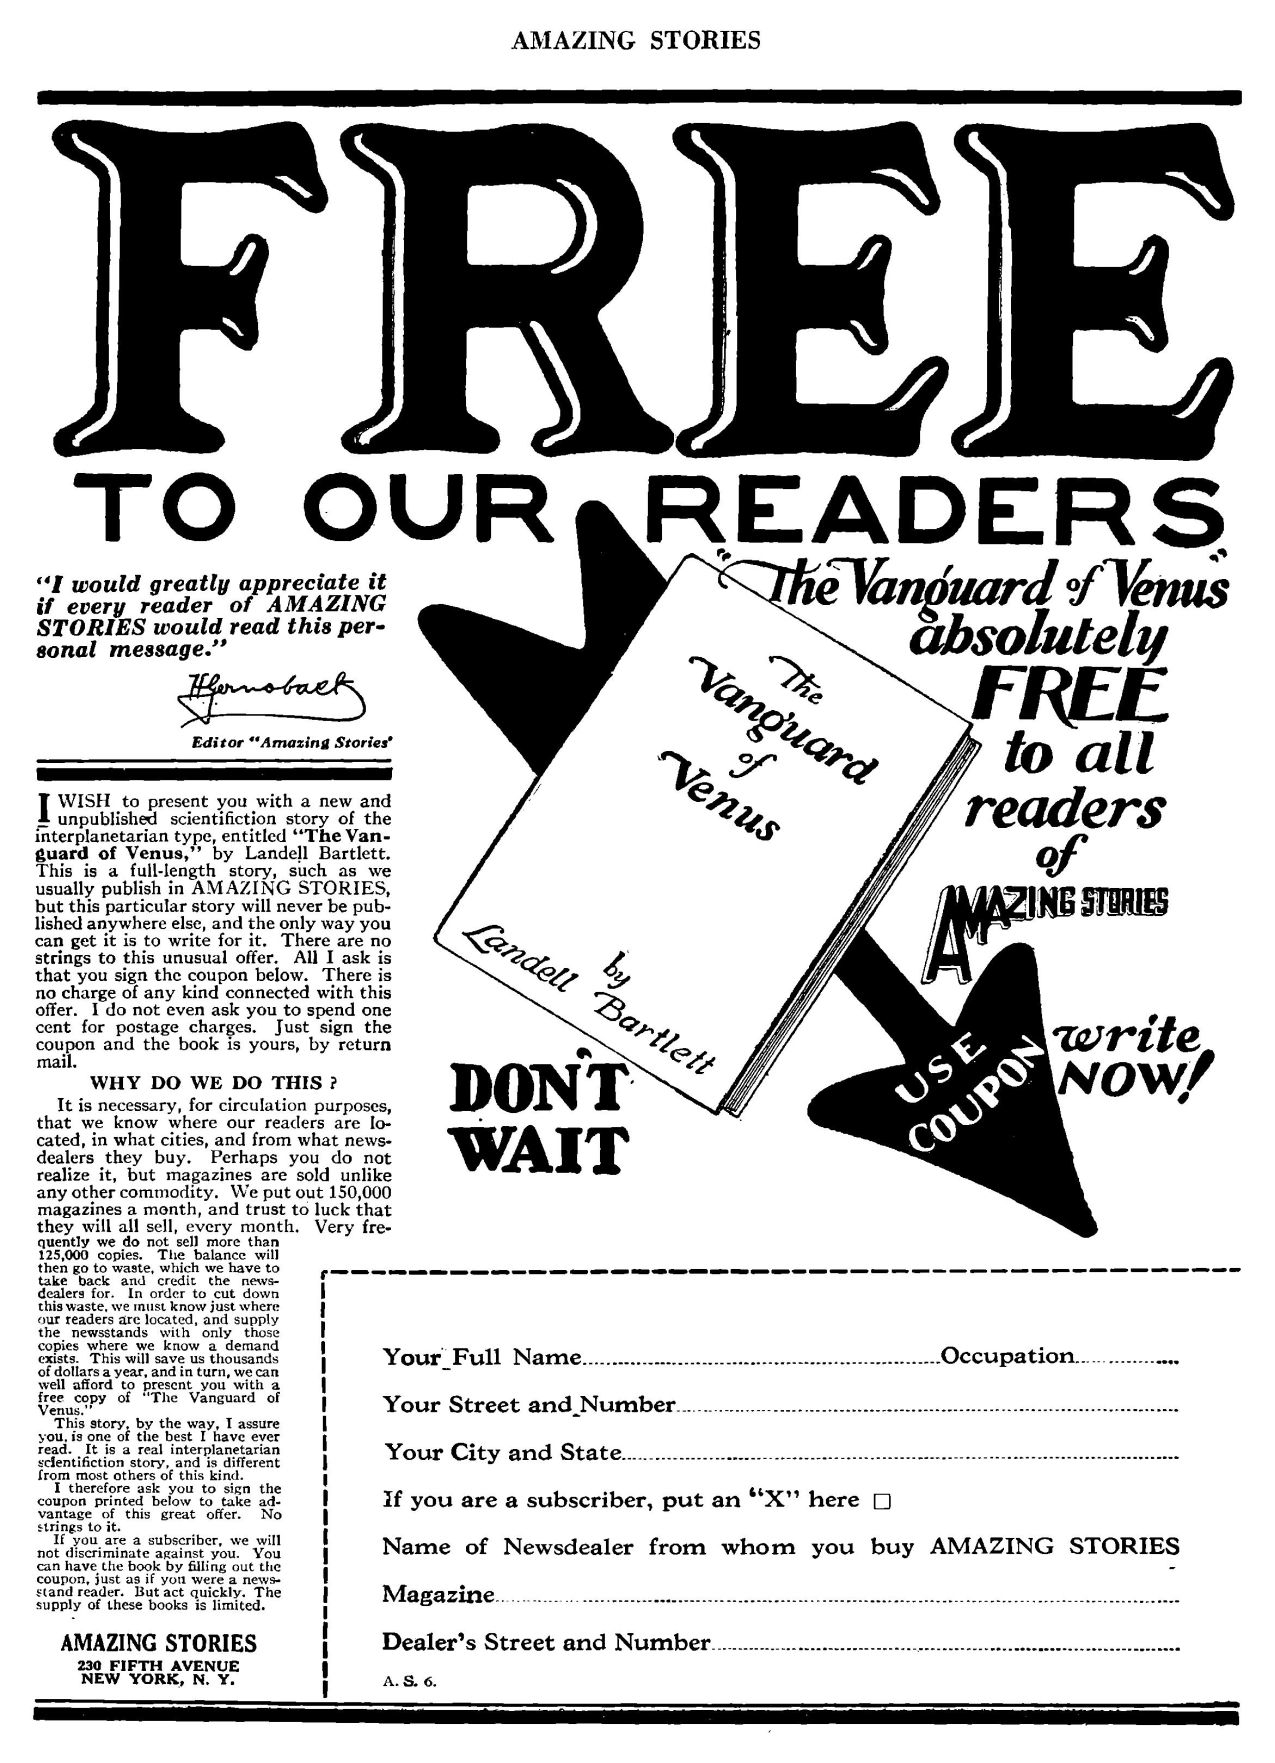 AMAZING STORIES
FREE
TO OUR READERS
"I would greatly appreciate it
if every reader of AMAZING
STORIES would read this per-
sonal message."
HGernsback
Editor "Amazing Stories'
I WISH to present you with a new and
unpublished scientifiction story of the
interplanetarian type, entitled "The Van-
guard of Venus," by Landell Bartlett.
This is a full-length story, such as we
usually publish in AMAZING STORIES,
but this particular story will never be pub-
lished anywhere else, and the only way you
can get it is to write for it. There are no
strings to this unusual offer. All I ask is
that you sign the coupon below. There is
no charge of any kind connected with this
offer. I do not even ask you to spend one
cent for postage charges. Just sign the
coupon and the book is yours, by return
mail.
WHY DO WE DO THIS ?
It is necessary, for circulation purposes,
that we know where our readers are lo-
cated, in what cities, and from what news-
dealers they buy. Perhaps you do not
realize it, but magazines are sold unlike
any other commodity. We put out 150,000
magazines a month, and trust to luck that
they will all sell, every month. Very fre-
quently we do not sell more than
125,000 copies. The balance will
then go to waste, which we have to
take back and credit the news-
dealers for. In order to cut down
this waste, we must know just where
our readers are located, and supply
the newsstands with only those
copies where we know a demand
exists. This will save us thousands
of dollars a year, and in turn, we can
well afford to present you with a
free copy of "The Vanguard of
Venus."
This story, by the way, I assure
you, is one of the best I have ever
read. It is a real interplanetarian
scientifiction story, and is different
from most others of this kind.
I therefore ask you to sign the
coupon printed below to take ad-
vantage of this great offer. No
strings to it.
If you are a subscriber, we will
not discriminate against you. You
can have the book by filling out the
coupon, just as if you were a news-
stand reader. But act quickly. The
supply of these books is limited.
AMAZING STORIES
230 FIFTH AVENUE
NEW YORK, N. Y.
"The Vanguard of Venus"
absolutely
FREE
to all
readers
of
AMAZING STORIES
The
Vanguard
of
Venus
by
Landell Bartlett
DON'T
WAIT
USE
COUPON
write
NOW!
Your Full Name Occupation
Your Street and Number
Your City and State
If you are a subscriber, put an "X" here □
Name of Newsdealer from whom you buy AMAZING STORIES
Magazine
Dealer's Street and Number
A. S. 6.